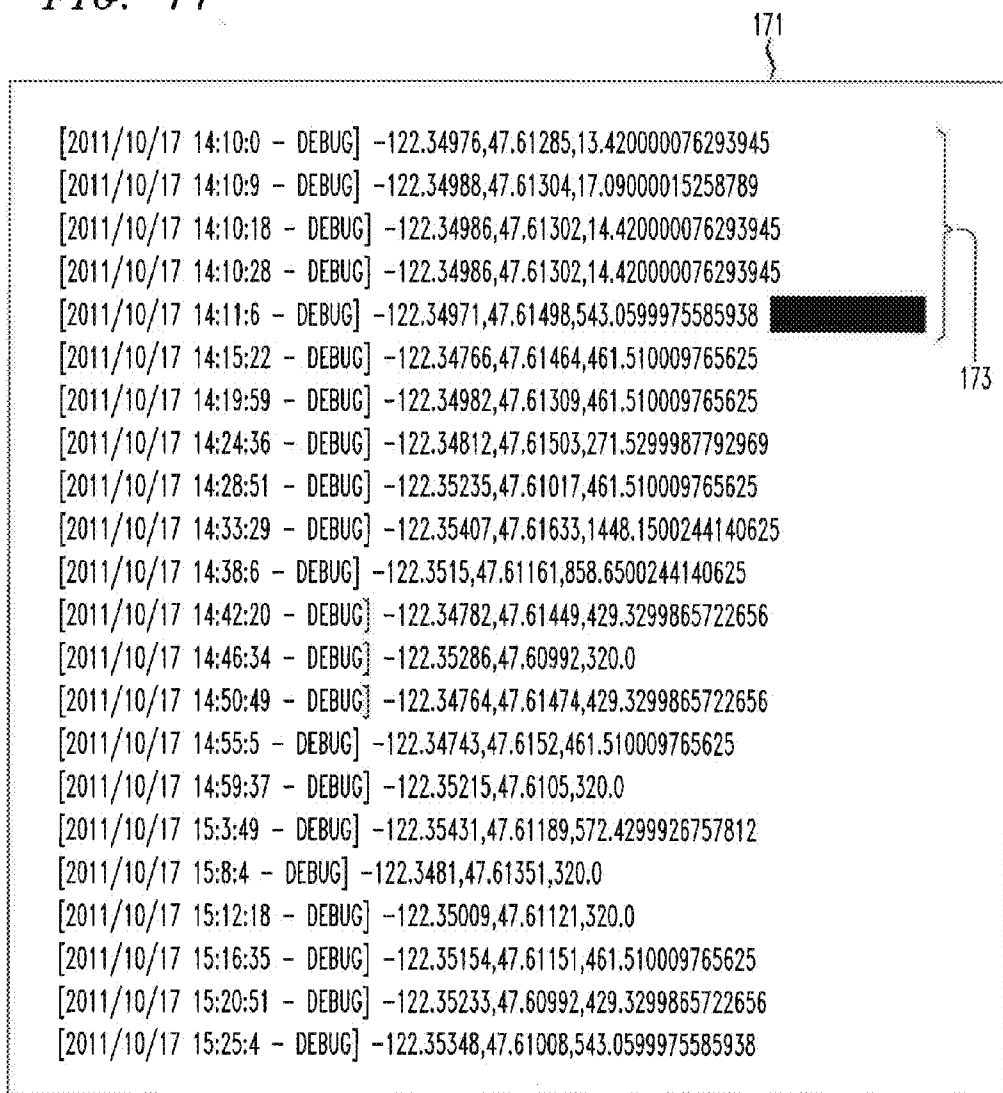 171
[2011/10/17 14:10:0 - DEBUG] -122.34976,47.61285,13.420000076293945
[2011/10/17 14:10:9 - DEBUG] -122.34988,47.61304,17.09000015258789
[2011/10/17 14:10:18 - DEBUG] -122.34986,47.61302,14.420000076293945
[2011/10/17 14:10:28 - DEBUG] -122.34986,47.61302,14.420000076293945
[2011/10/17 14:11:6 - DEBUG] -122.34971,47.61498,543.0599975585938
[2011/10/17 14:15:22 - DEBUG] -122.34766,47.61464,461.510009765625
173
[2011/10/17 14:19:59 - DEBUG] -122.34982,47.61309,461.510009765625
[2011/10/17 14:24:36 - DEBUG] -122.34812,47.61503,271.5299987792969
[2011/10/17 14:28:51 - DEBUG] -122.35235,47.61017,461.510009765625
[2011/10/17 14:33:29 - DEBUG] -122.35407,47.61633,1448.1500244140625
[2011/10/17 14:38:6 - DEBUG] -122.3515,47.61161,858.6500244140625
[2011/10/17 14:42:20 - DEBUG] -122.34782,47.61449,429.3299865722656
[2011/10/17 14:46:34 - DEBUG] -122.35286,47.60992,320.0
[2011/10/17 14:50:49 - DEBUG] -122.34764,47.61474,429.3299865722656
[2011/10/17 14:55:5 - DEBUG] -122.34743,47.6152,461.510009765625
[2011/10/17 14:59:37 - DEBUG] -122.35215,47.6105,320.0
[2011/10/17 15:3:49 - DEBUG] -122.35431,47.61189,572.4299926757812
[2011/10/17 15:8:4 - DEBUG] -122.3481,47.61351,320.0
[2011/10/17 15:12:18 - DEBUG] -122.35009,47.61121,320.0
[2011/10/17 15:16:35 - DEBUG] -122.35154,47.61151,461.510009765625
[2011/10/17 15:20:51 - DEBUG] -122.35233,47.60992,429.3299865722656
[2011/10/17 15:25:4 - DEBUG] -122.35348,47.61008,543.0599975585938